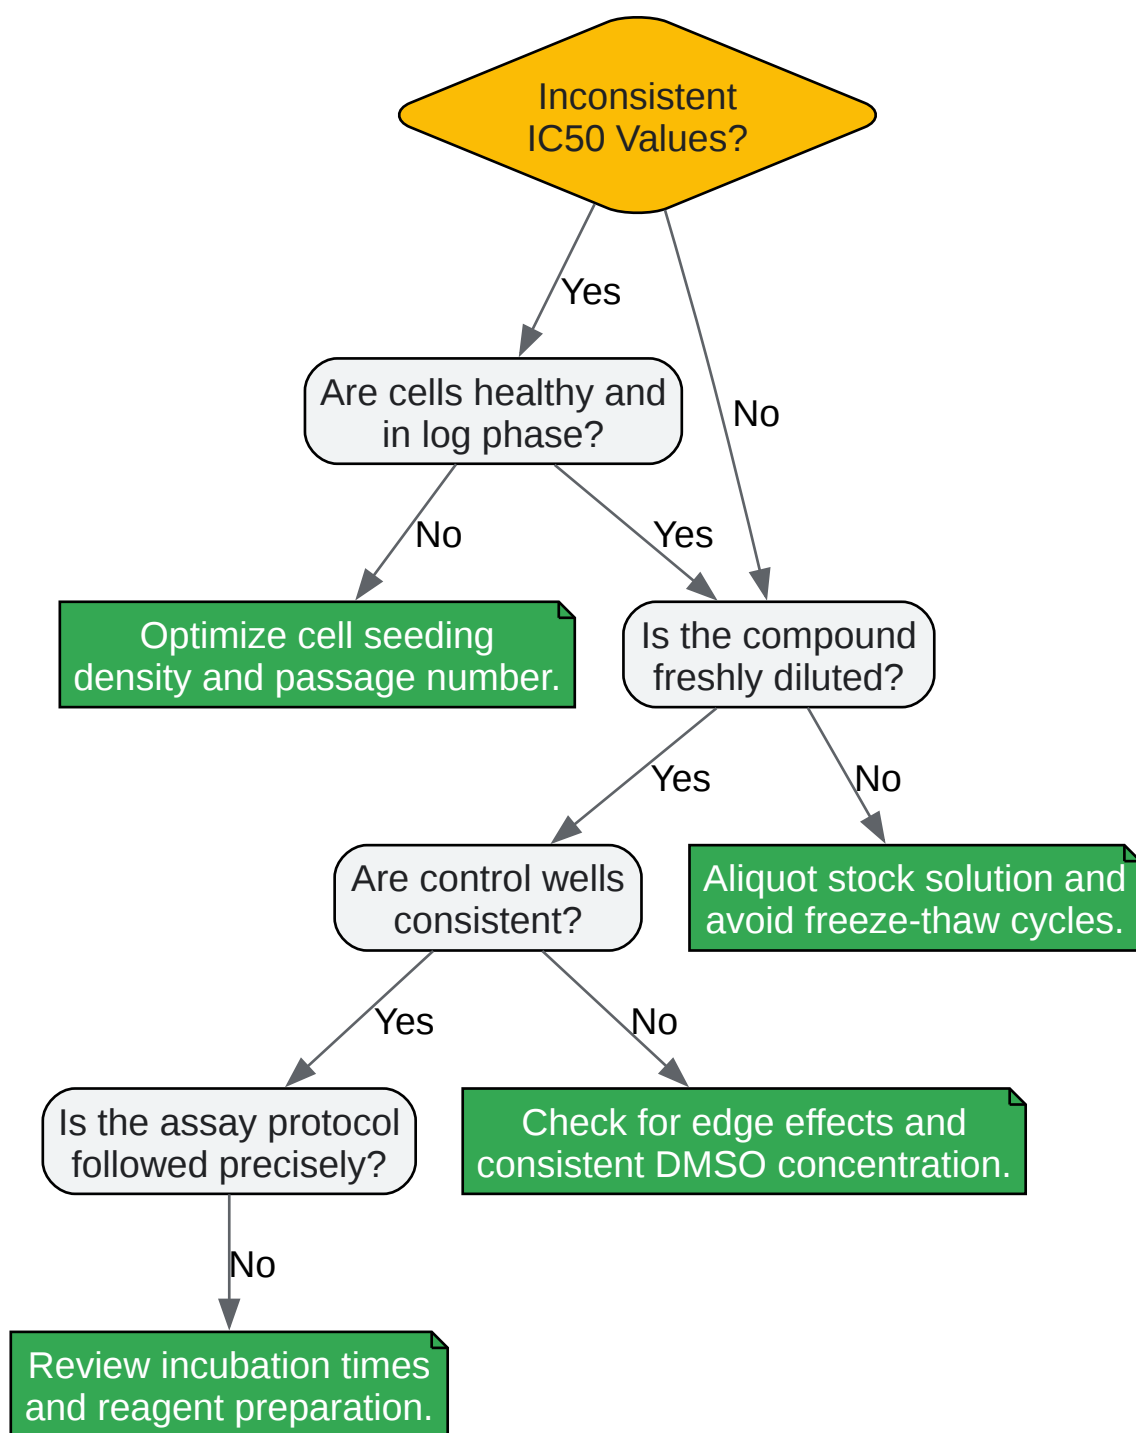 Inconsistent
IC50 Values?
Yes
Are cells healthy and
in log phase?
No
No
Yes
Optimize cell seeding
density and passage number.
Is the compound
freshly diluted?
Yes
No
Are control wells
consistent?
Aliquot stock solution and
avoid freeze-thaw cycles.
Yes
No
Is the assay protocol
followed precisely?
Check for edge effects and
consistent DMSO concentration.
No
Review incubation times
and reagent preparation.